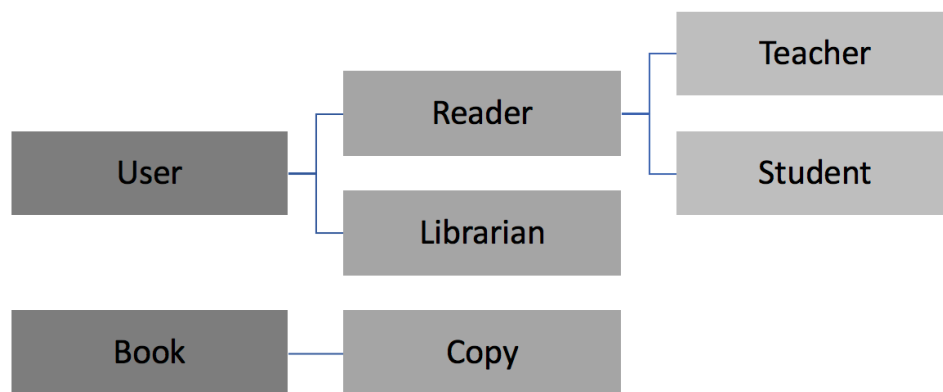 User
Reader
Teacher
Student
Librarian
Book
Copy